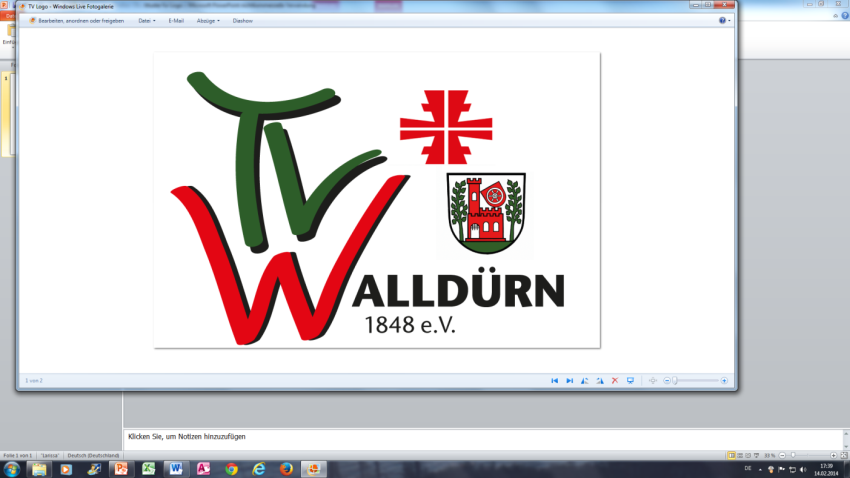 TV Logo - Windows Live Fotogalerie
Bearbeiten, anordnen oder freigeben Datei E-Mail Abzüge Diashow
1
TV
WALLDÜRN
1848 e.V.
1 von 2
Klicken Sie, um Notizen hinzuzufügen
Folie 1 von 1 "Larissa" Deutsch (Deutschland)
DE
17:39
14.02.2014